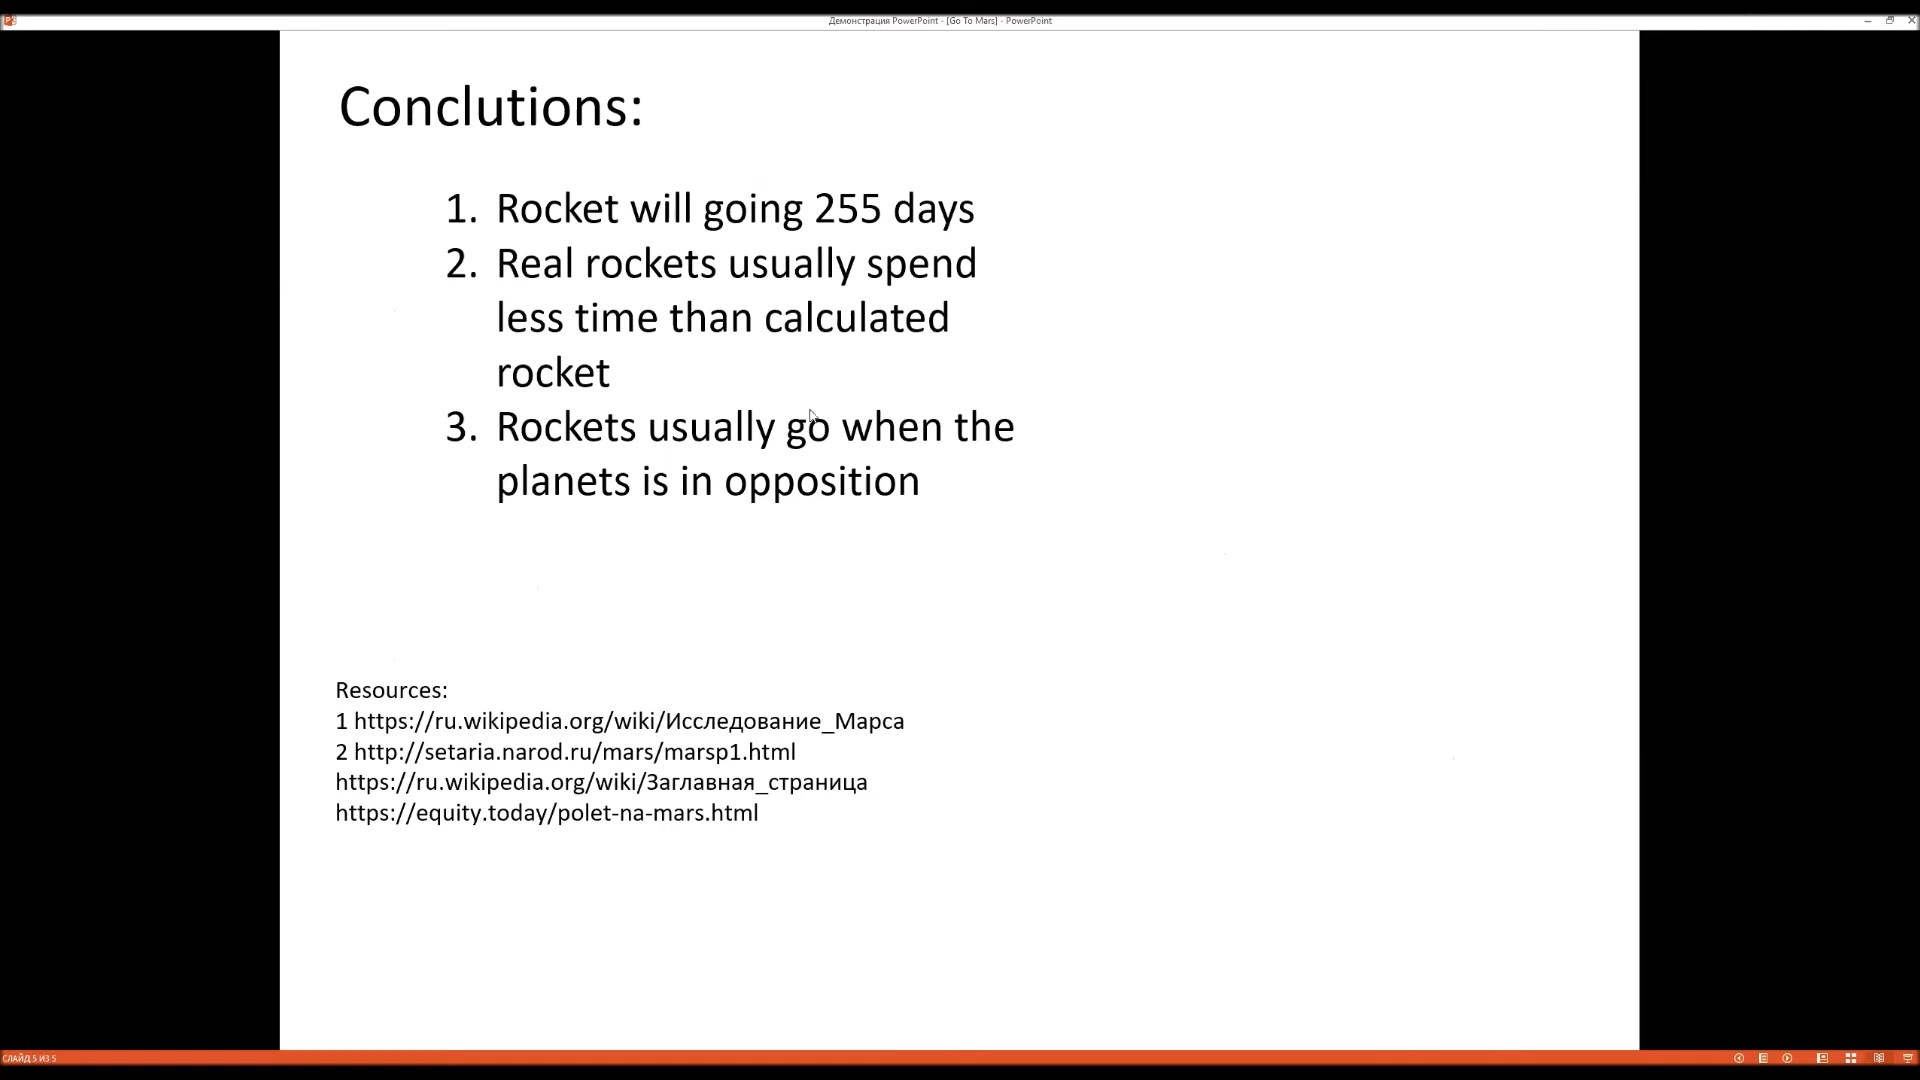 Демонстрация PowerPoint - [Go To Mars] - PowerPoint
Conclutions:
1. Rocket will going 255 days
2. Real rockets usually spend
less time than calculated
rocket
3. Rockets usually go when the
planets is in opposition
Resources:
1 https://ru.wikipedia.org/wiki/Исследование_Марса
2 http://setaria.narod.ru/mars/marsp1.html
https://ru.wikipedia.org/wiki/Заглавная_страница
https://equity.today/polet-na-mars.html
СЛАЙД 5 ИЗ 5